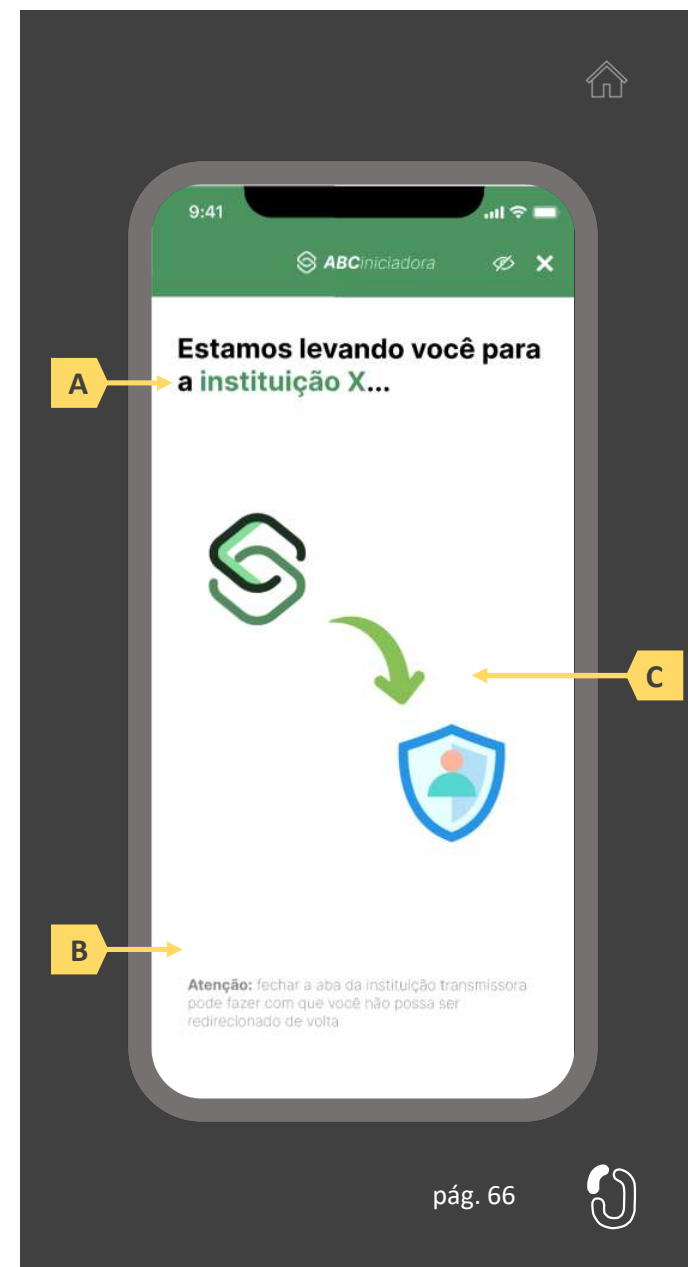 9:41
ABCiniciadora
Estamos levando você para
a instituição X...
A
C
B
Atenção: fechar a aba da instituição transmissora
pode fazer com que você não possa ser
redirecionado de volta
pág. 66